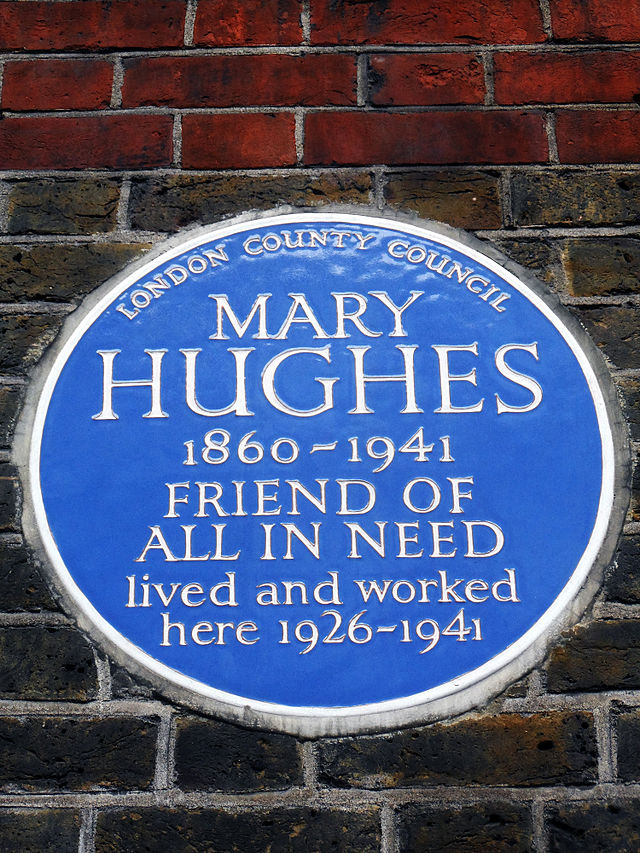 LONDON COUNTY COUNCIL
MARY
HUGHES
1860–1941
FRIEND OF
ALL IN NEED
lived and worked
here 1926–1941